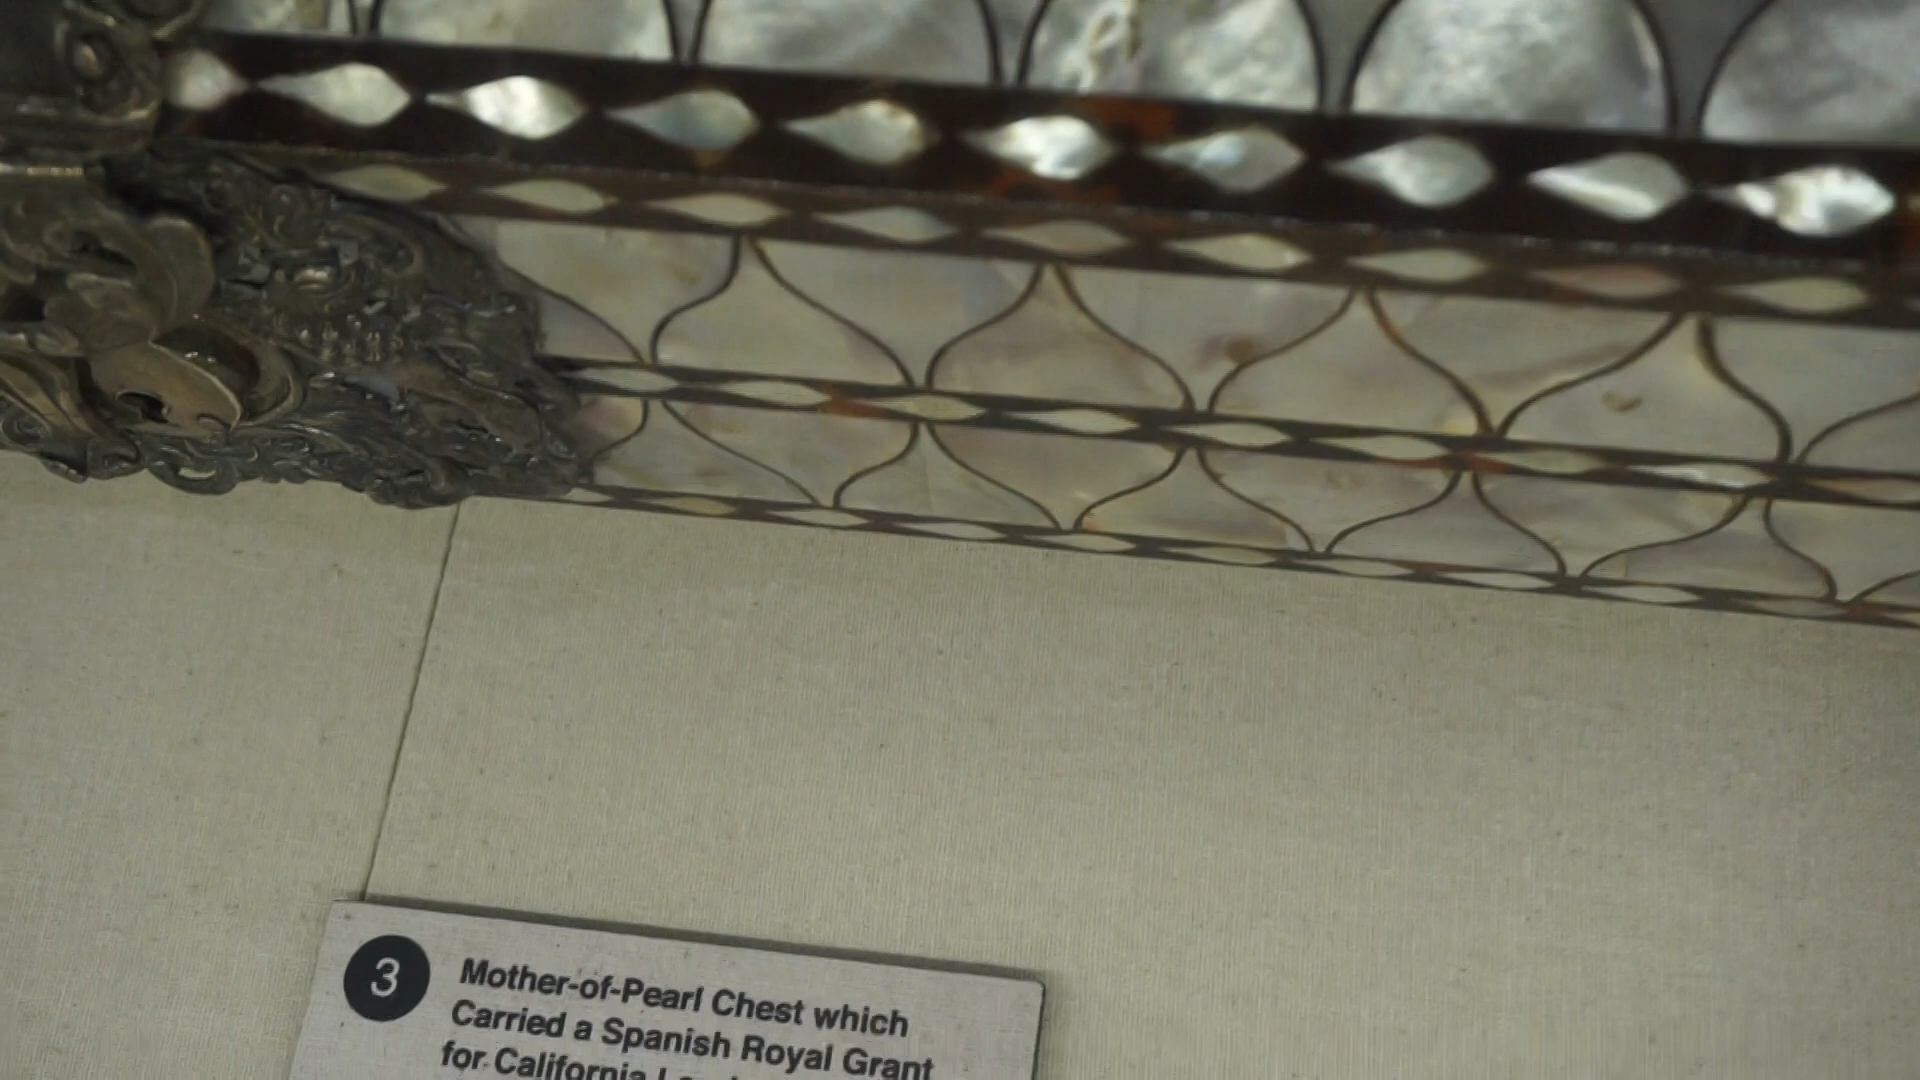 3
Mother-of-Pearl Chest which
Carried a Spanish Royal Grant
for California